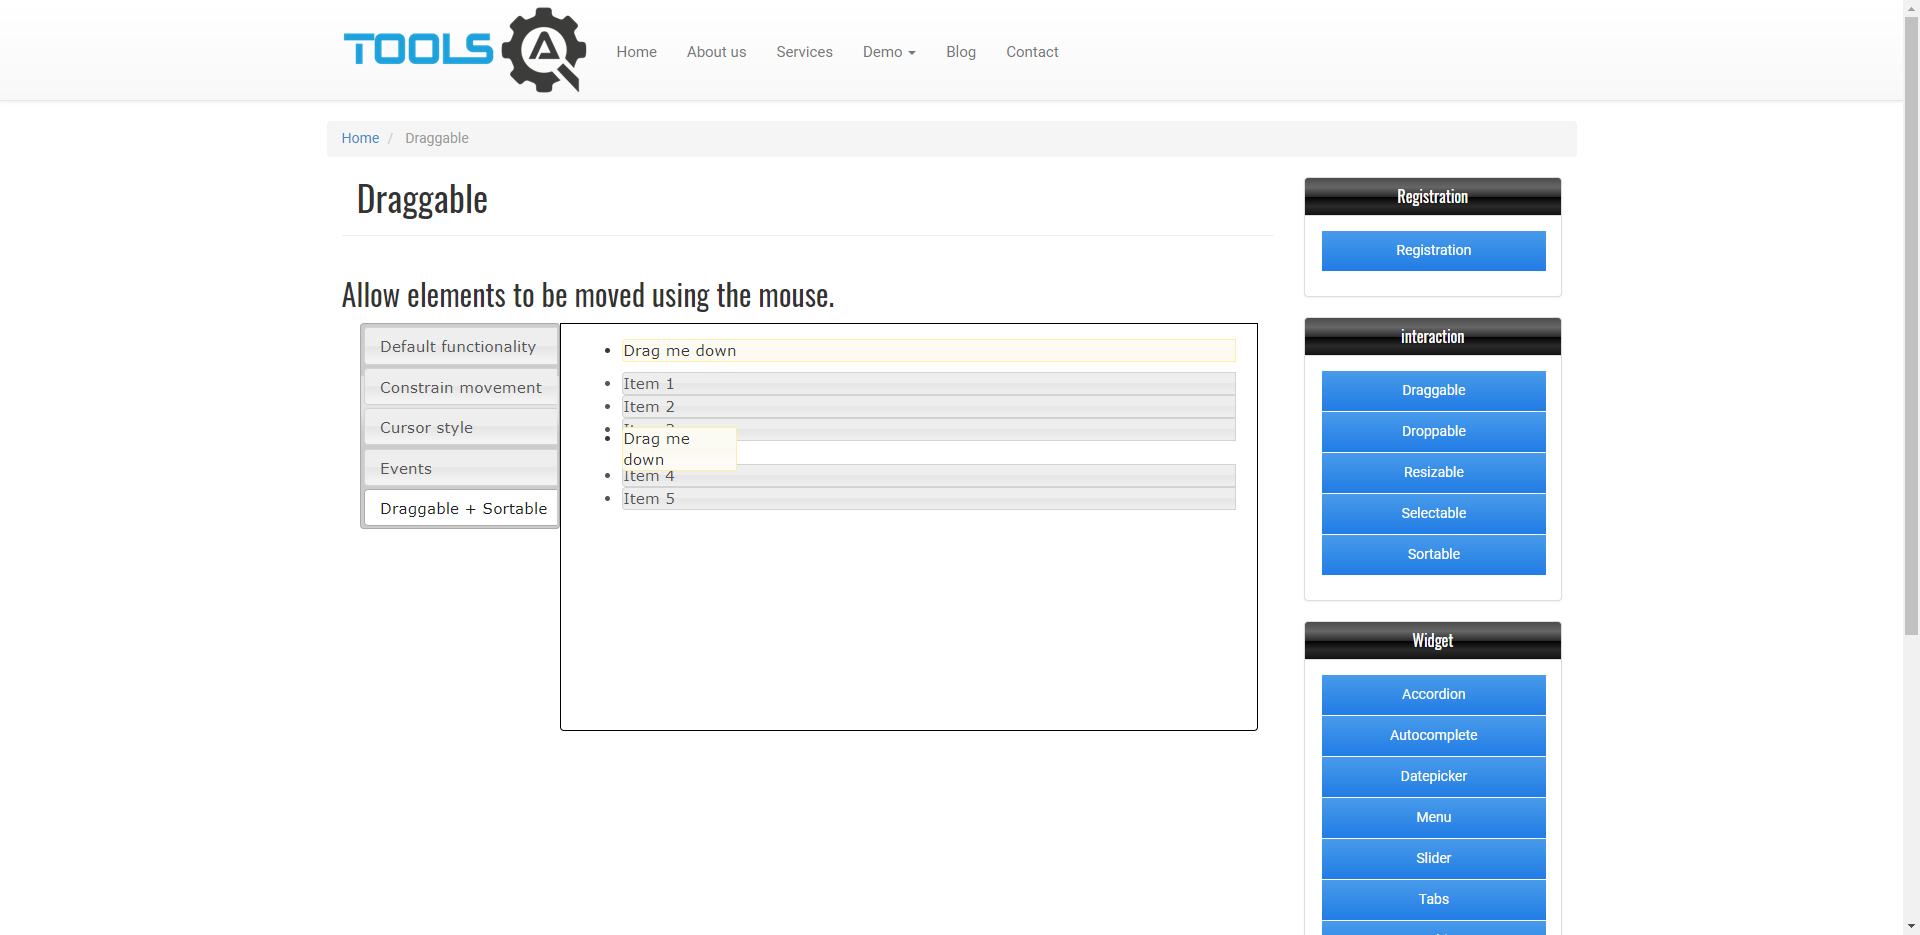 TOOLS QA
Home About us Services Demo Blog Contact
Home / Draggable
Draggable
Allow elements to be moved using the mouse.
Default functionality
Constrain movement
Cursor style
Events
Draggable + Sortable
Drag me down
Item 1
Item 2
Drag me
down
Item 4
Item 5
Registration
Registration
interaction
Draggable
Droppable
Resizable
Selectable
Sortable
Widget
Accordion
Autocomplete
Datepicker
Menu
Slider
Tabs